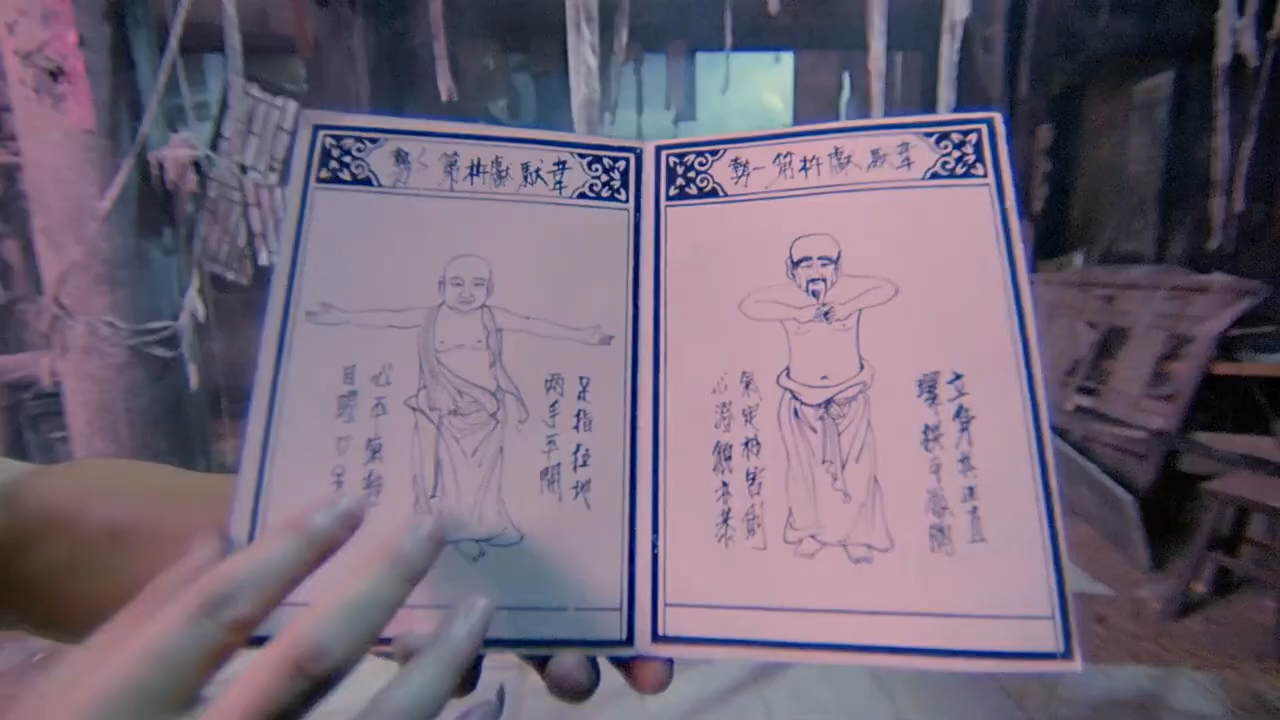 韋馱獻杵第一勢
立身期正直
環拱手當胸
氣定神皆斂
心澄貌亦恭
韋馱獻杵第二勢
足指拄地
兩手平開
心平氣靜
目瞪口呆